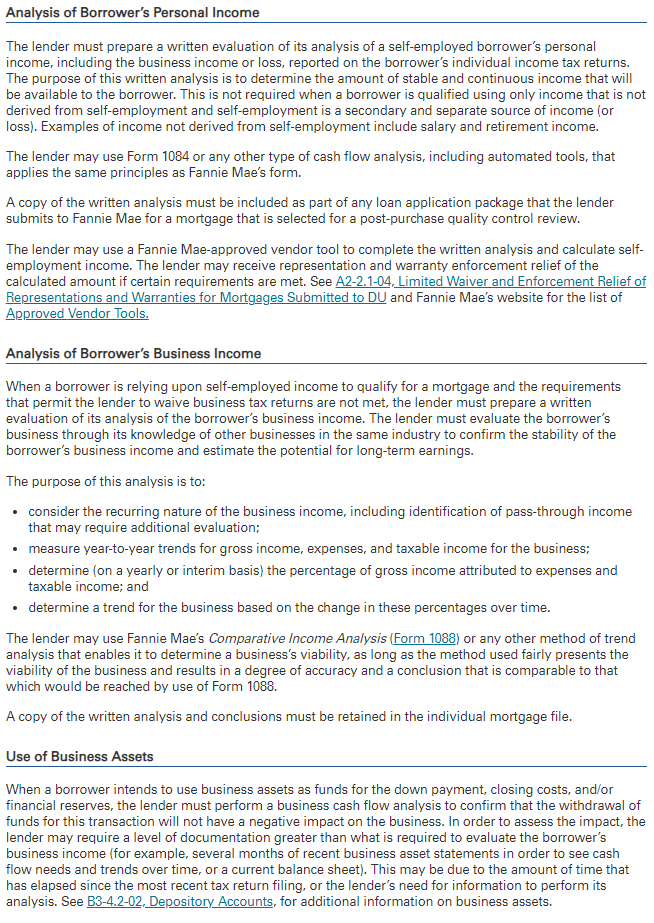 Analysis of Borrower's Personal Income
The lender must prepare a written evaluation of its analysis of a self-employed borrower's personal
income, including the business income or loss, reported on the borrower's individual income tax returns.
The purpose of this written analysis is to determine the amount of stable and continuous income that will
be available to the borrower. This is not required when a borrower is qualified using only income that is not
derived from self-employment and self-employment is a secondary and separate source of income (or
loss). Examples of income not derived from self-employment include salary and retirement income.
The lender may use Form 1084 or any other type of cash flow analysis, including automated tools, that
applies the same principles as Fannie Mae's form.
A copy of the written analysis must be included as part of any loan application package that the lender
submits to Fannie Mae for a mortgage that is selected for a post-purchase quality control review.
The lender may use a Fannie Mae-approved vendor tool to complete the written analysis and calculate self-
employment income. The lender may receive representation and warranty enforcement relief of the
calculated amount if certain requirements are met. See A2-2.1-04, Limited Waiver and Enforcement Relief of
Representations and Warranties for Mortgages Submitted to DU and Fannie Mae's website for the list of
Approved Vendor Tools.
Analysis of Borrower's Business Income
When a borrower is relying upon self-employed income to qualify for a mortgage and the requirements
that permit the lender to waive business tax returns are not met, the lender must prepare a written
evaluation of its analysis of the borrower's business income. The lender must evaluate the borrower's
business through its knowledge of other businesses in the same industry to confirm the stability of the
borrower's business income and estimate the potential for long-term earnings.
The purpose of this analysis is to:
• consider the recurring nature of the business income, including identification of pass-through income
that may require additional evaluation;
• measure year-to-year trends for gross income, expenses, and taxable income for the business;
• determine (on a yearly or interim basis) the percentage of gross income attributed to expenses and
taxable income; and
• determine a trend for the business based on the change in these percentages over time.
The lender may use Fannie Mae's Comparative Income Analysis (Form 1088) or any other method of trend
analysis that enables it to determine a business's viability, as long as the method used fairly presents the
viability of the business and results in a degree of accuracy and a conclusion that is comparable to that
which would be reached by use of Form 1088.
A copy of the written analysis and conclusions must be retained in the individual mortgage file.
Use of Business Assets
When a borrower intends to use business assets as funds for the down payment, closing costs, and/or
financial reserves, the lender must perform a business cash flow analysis to confirm that the withdrawal of
funds for this transaction will not have a negative impact on the business. In order to assess the impact, the
lender may require a level of documentation greater than what is required to evaluate the borrower's
business income (for example, several months of recent business asset statements in order to see cash
flow needs and trends over time, or a current balance sheet). This may be due to the amount of time that
has elapsed since the most recent tax return filing, or the lender's need for information to perform its
analysis. See B3-4.2-02, Depository Accounts, for additional information on business assets.